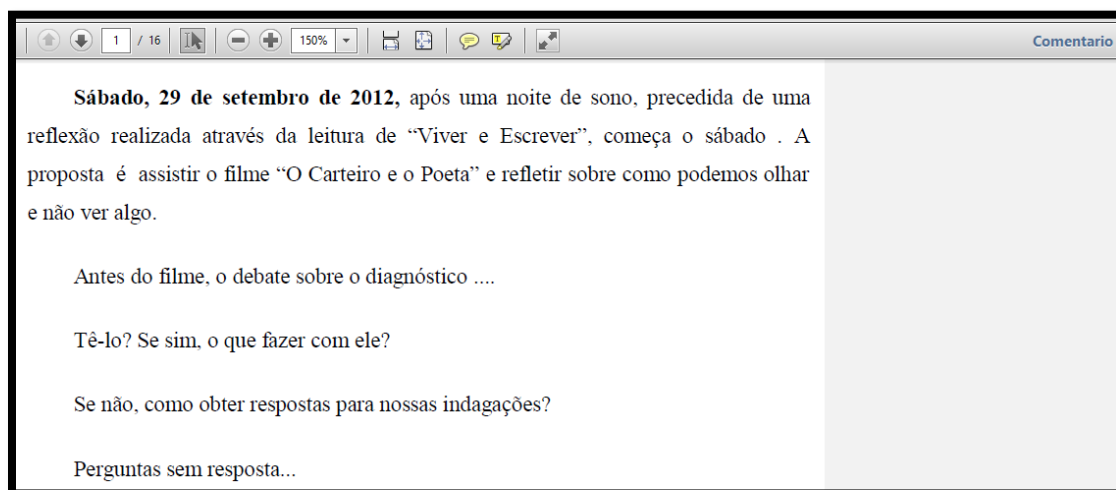 1 / 16 150% Comentario
Sábado, 29 de setembro de 2012, após uma noite de sono, precedida de uma
reflexão realizada através da leitura de “Viver e Escrever”, começa o sábado . A
proposta é assistir o filme “O Carteiro e o Poeta” e refletir sobre como podemos olhar
e não ver algo.
Antes do filme, o debate sobre o diagnóstico ....
Tê-lo? Se sim, o que fazer com ele?
Se não, como obter respostas para nossas indagações?
Perguntas sem resposta...